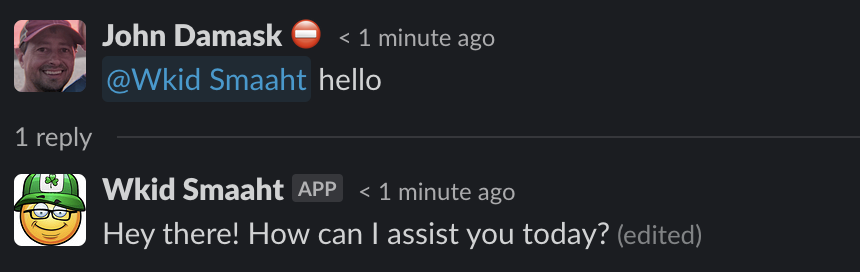 John Damask ⛔ < 1 minute ago
@Wkid Smaaht hello
1 reply
Wkid Smaaht APP < 1 minute ago
Hey there! How can I assist you today? (edited)